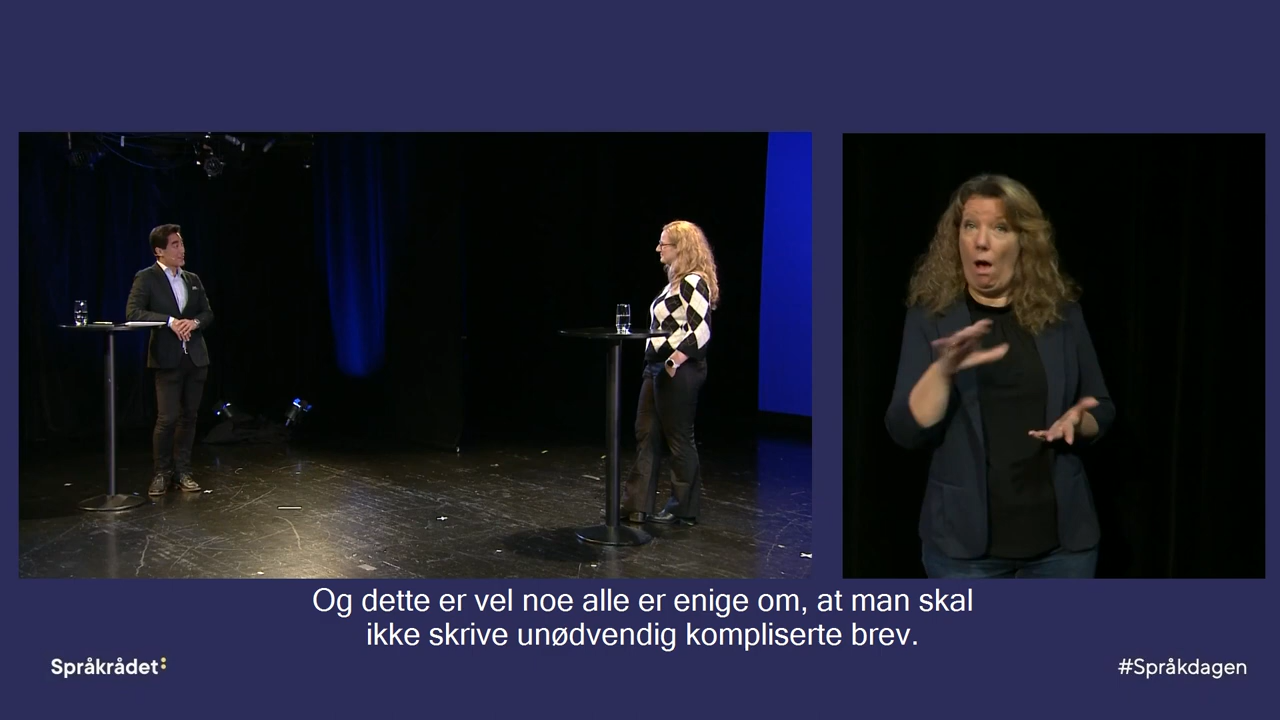 Og dette er vel noe alle er enige om, at man skal
ikke skrive unødvendig kompliserte brev.
Språkrådet:
#Språkdagen